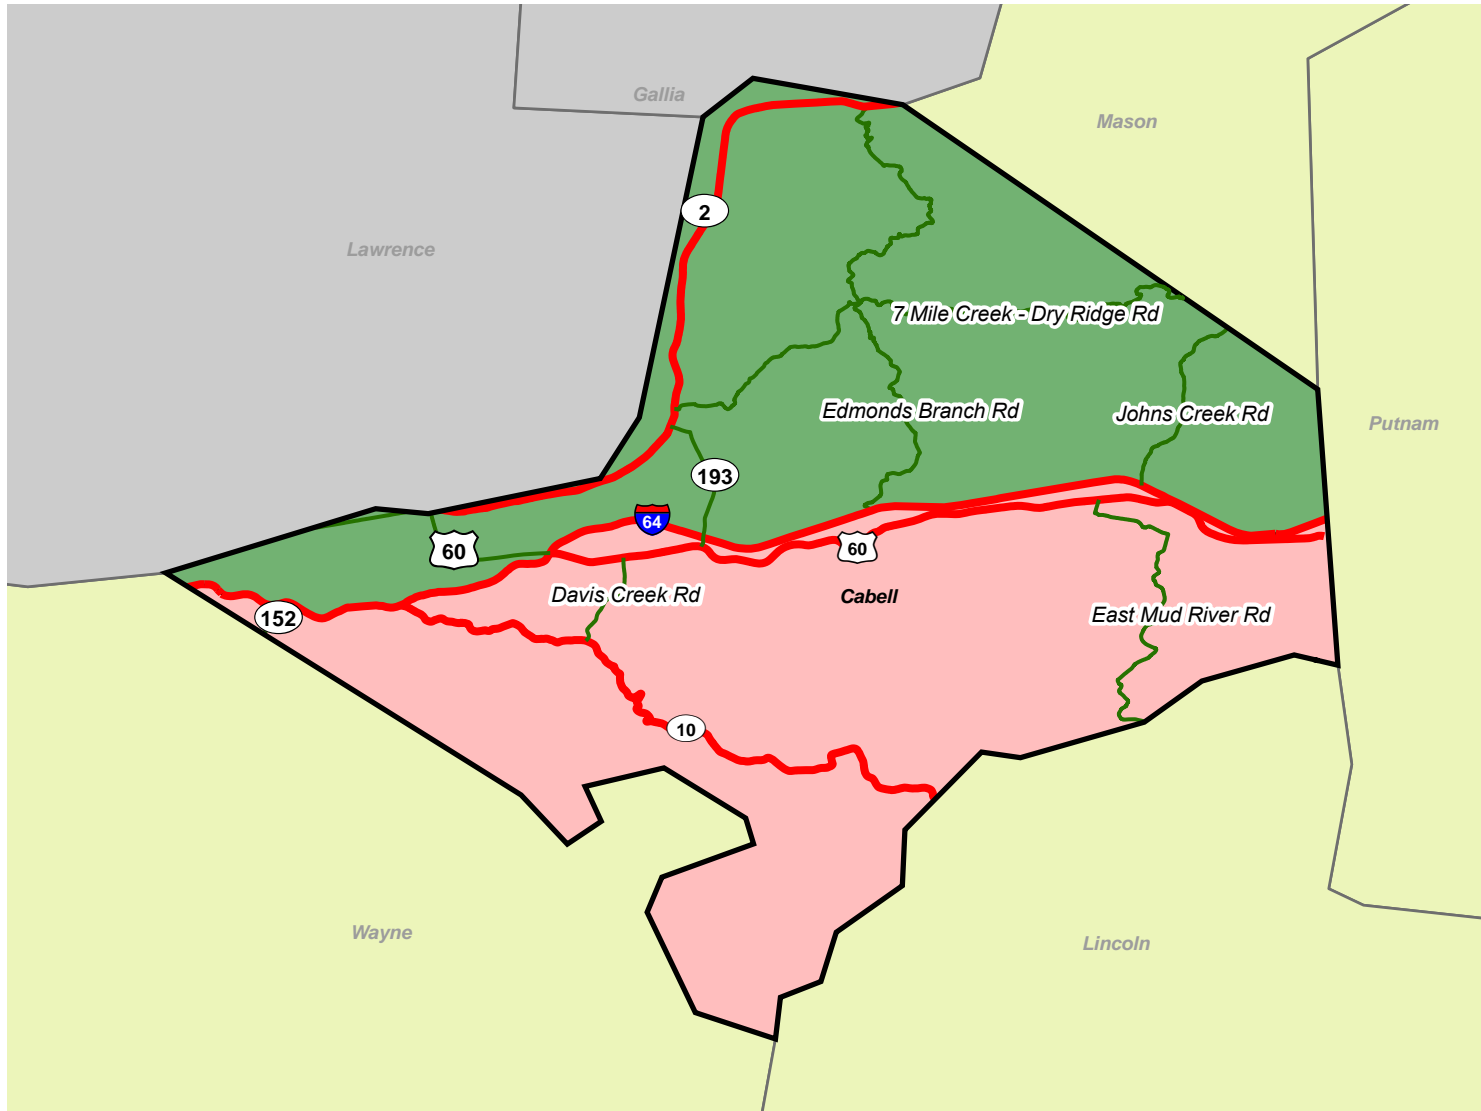 Gallia
Mason
2
Lawrence
7 Mile Creek - Dry Ridge Rd
Edmonds Branch Rd
Johns Creek Rd
Putnam
193
64
60
60
Davis Creek Rd
Cabell
152
East Mud River Rd
10
Wayne
Lincoln